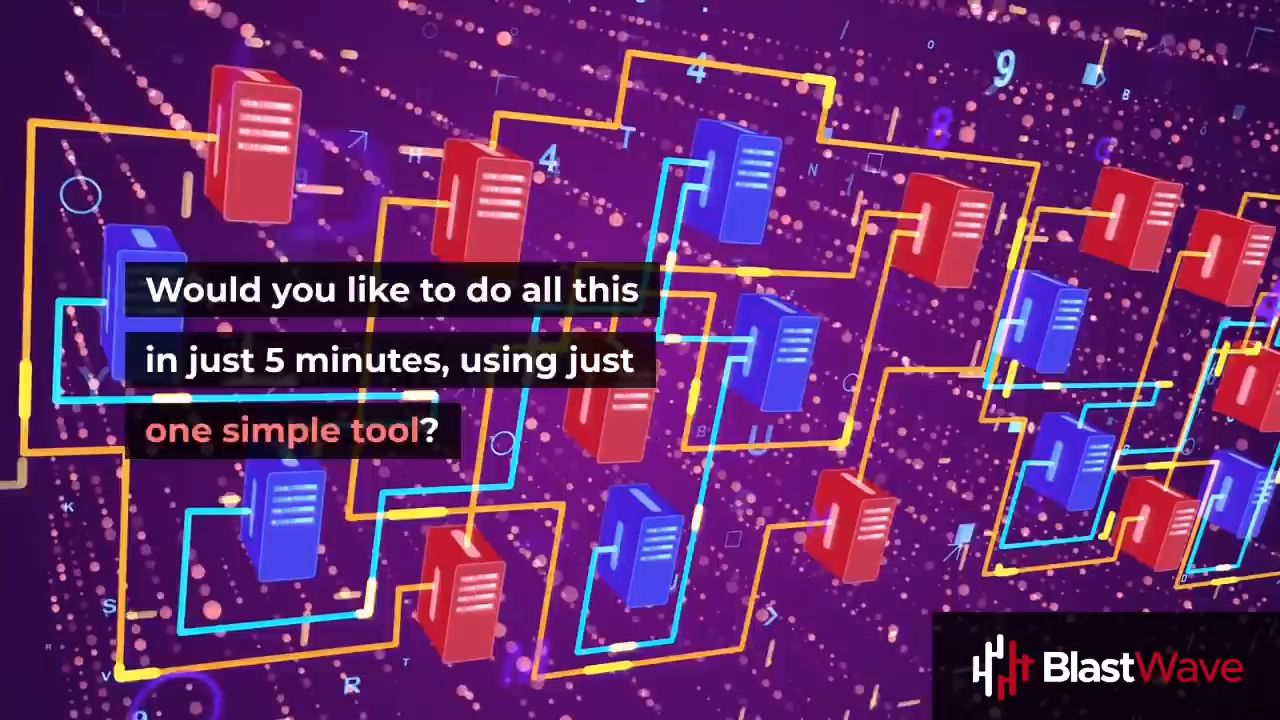 Would you like to do all this
in just 5 minutes, using just
one simple tool?
BlastWave